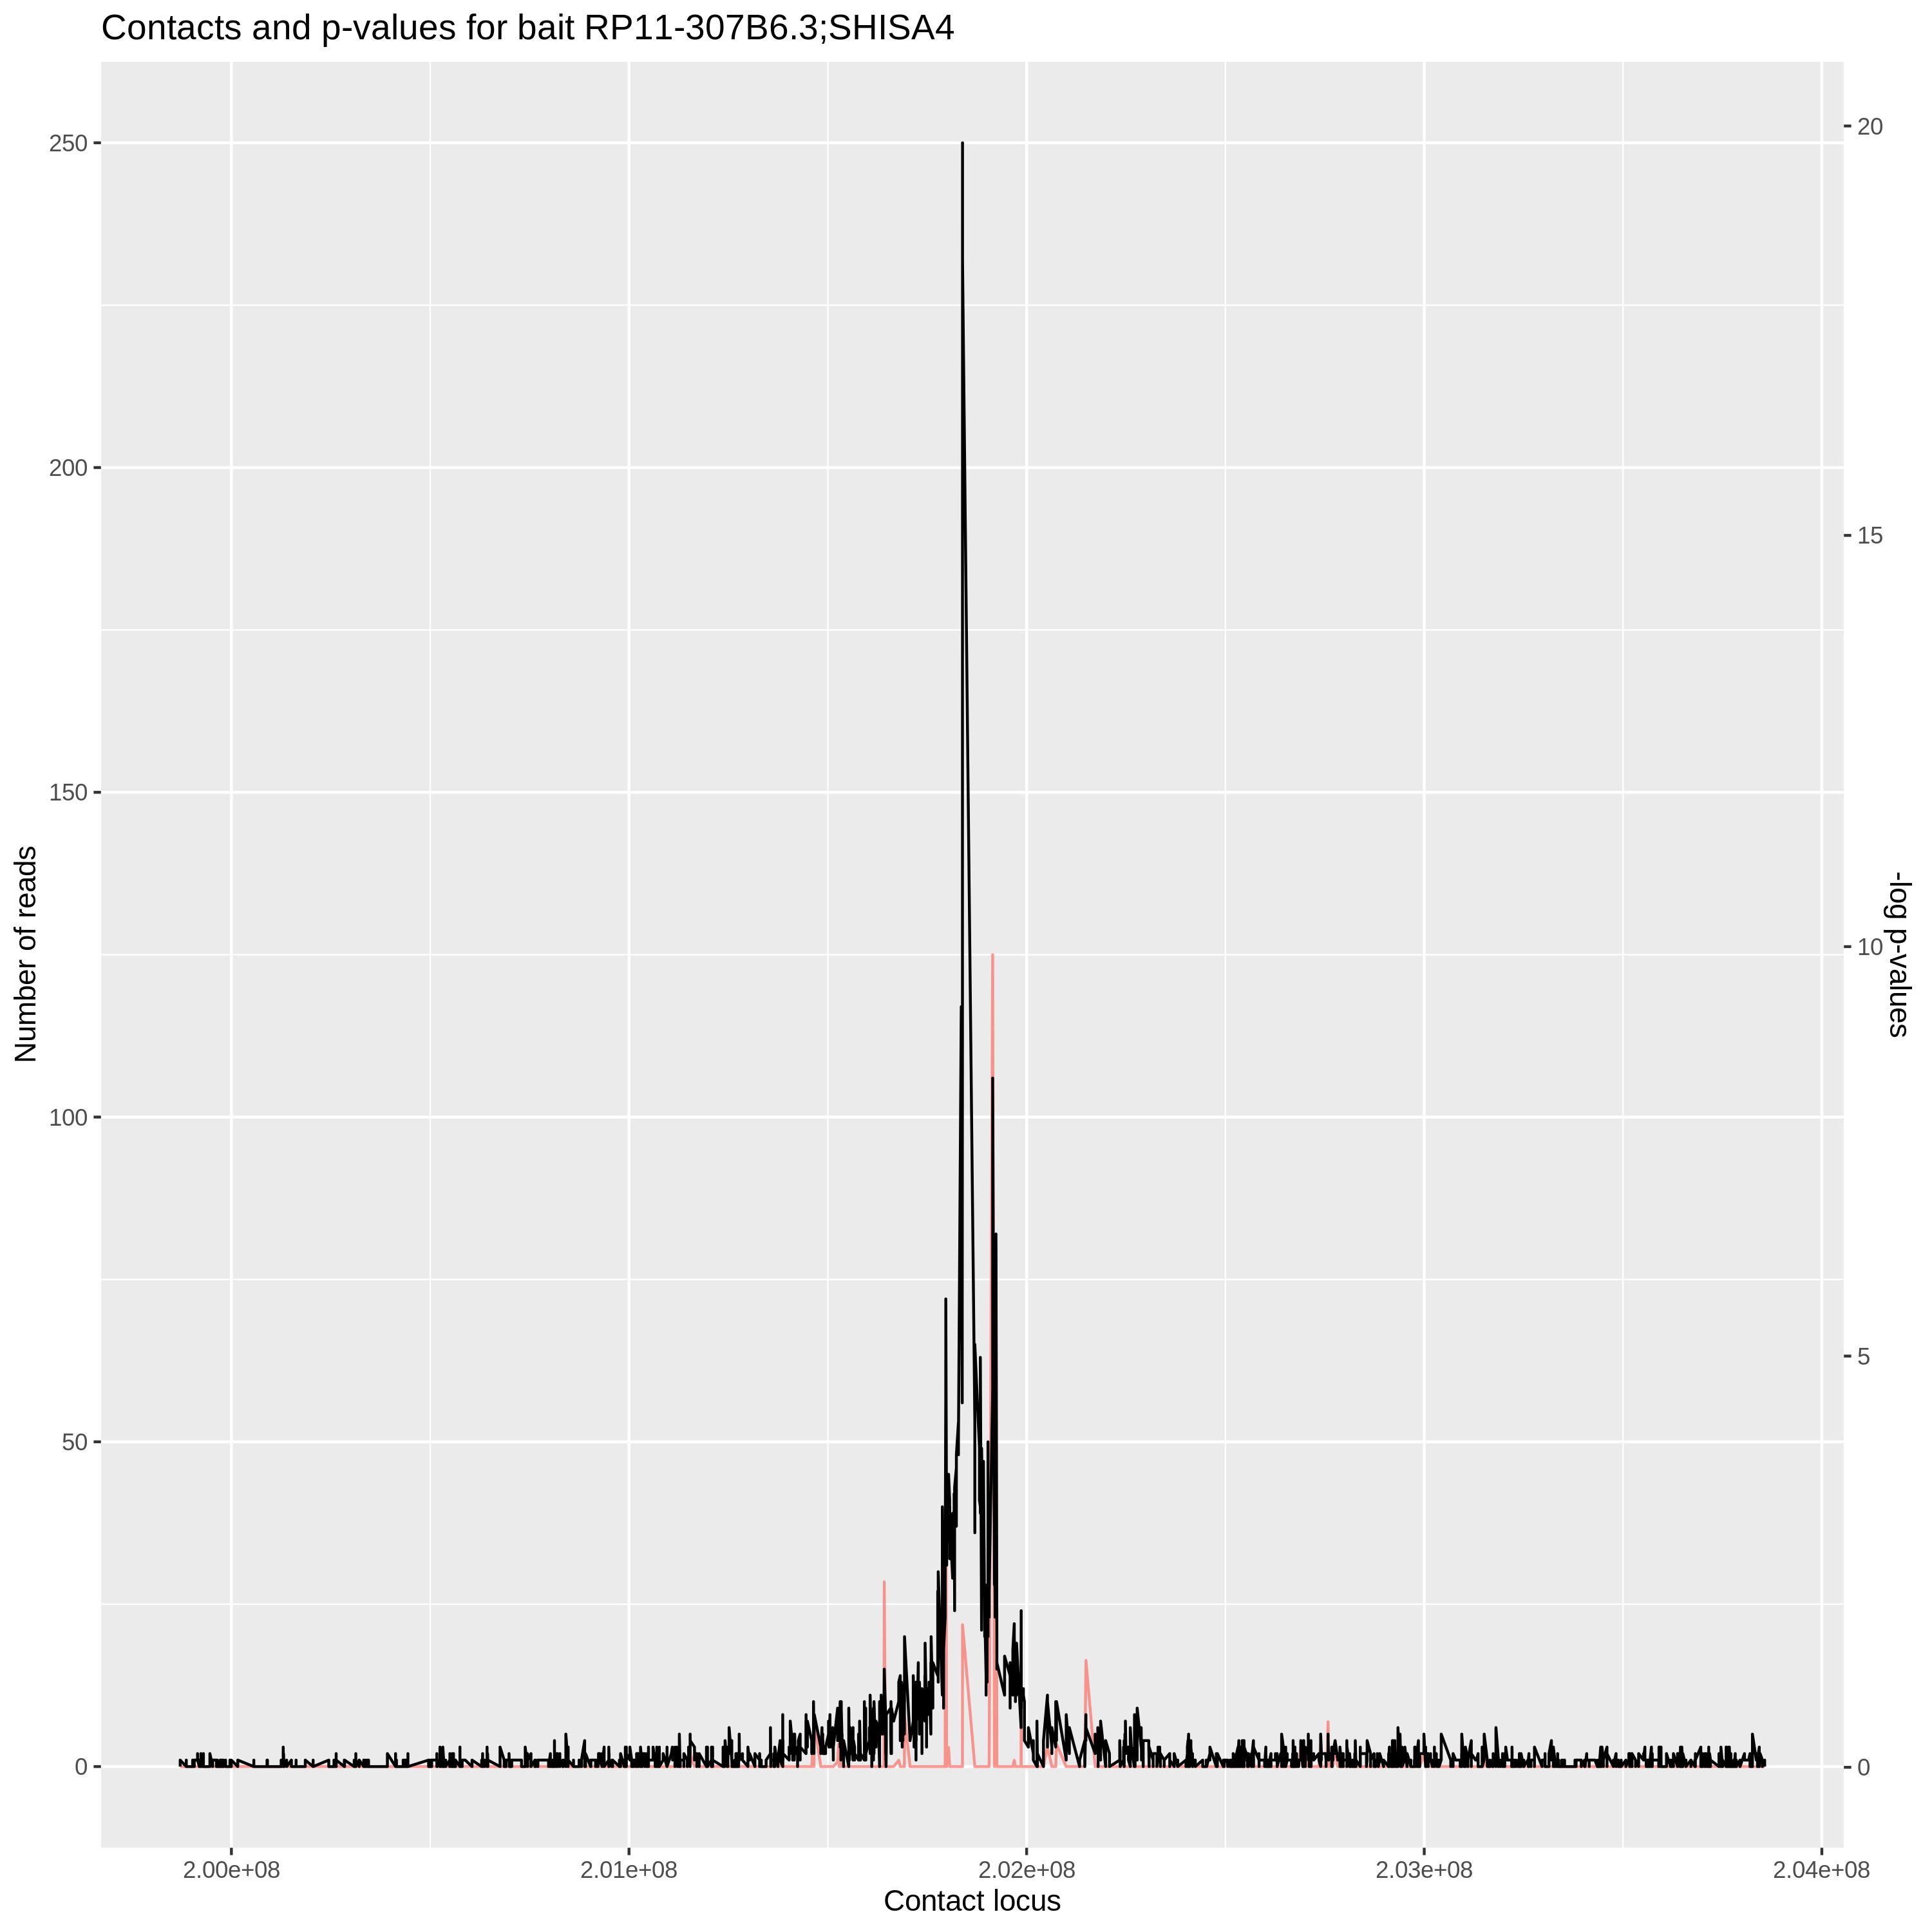 Contacts and p-values for bait RP11-307B6.3;SHISA4
250
200
150
100
50
0
Number of reads
20
15
10
5
0
-log p-values
2.00e+08
2.01e+08
2.02e+08
2.03e+08
2.04e+08
Contact locus